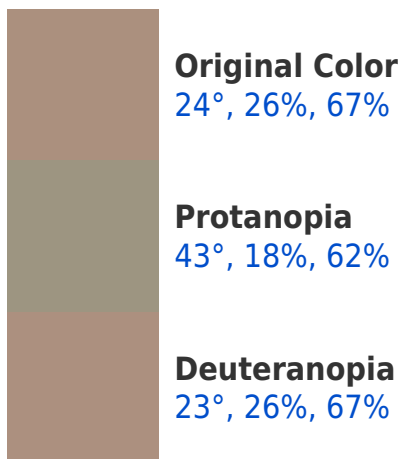 Original Color
24°, 26%, 67%
Protanopia
43°, 18%, 62%
Deuteranopia
23°, 26%, 67%